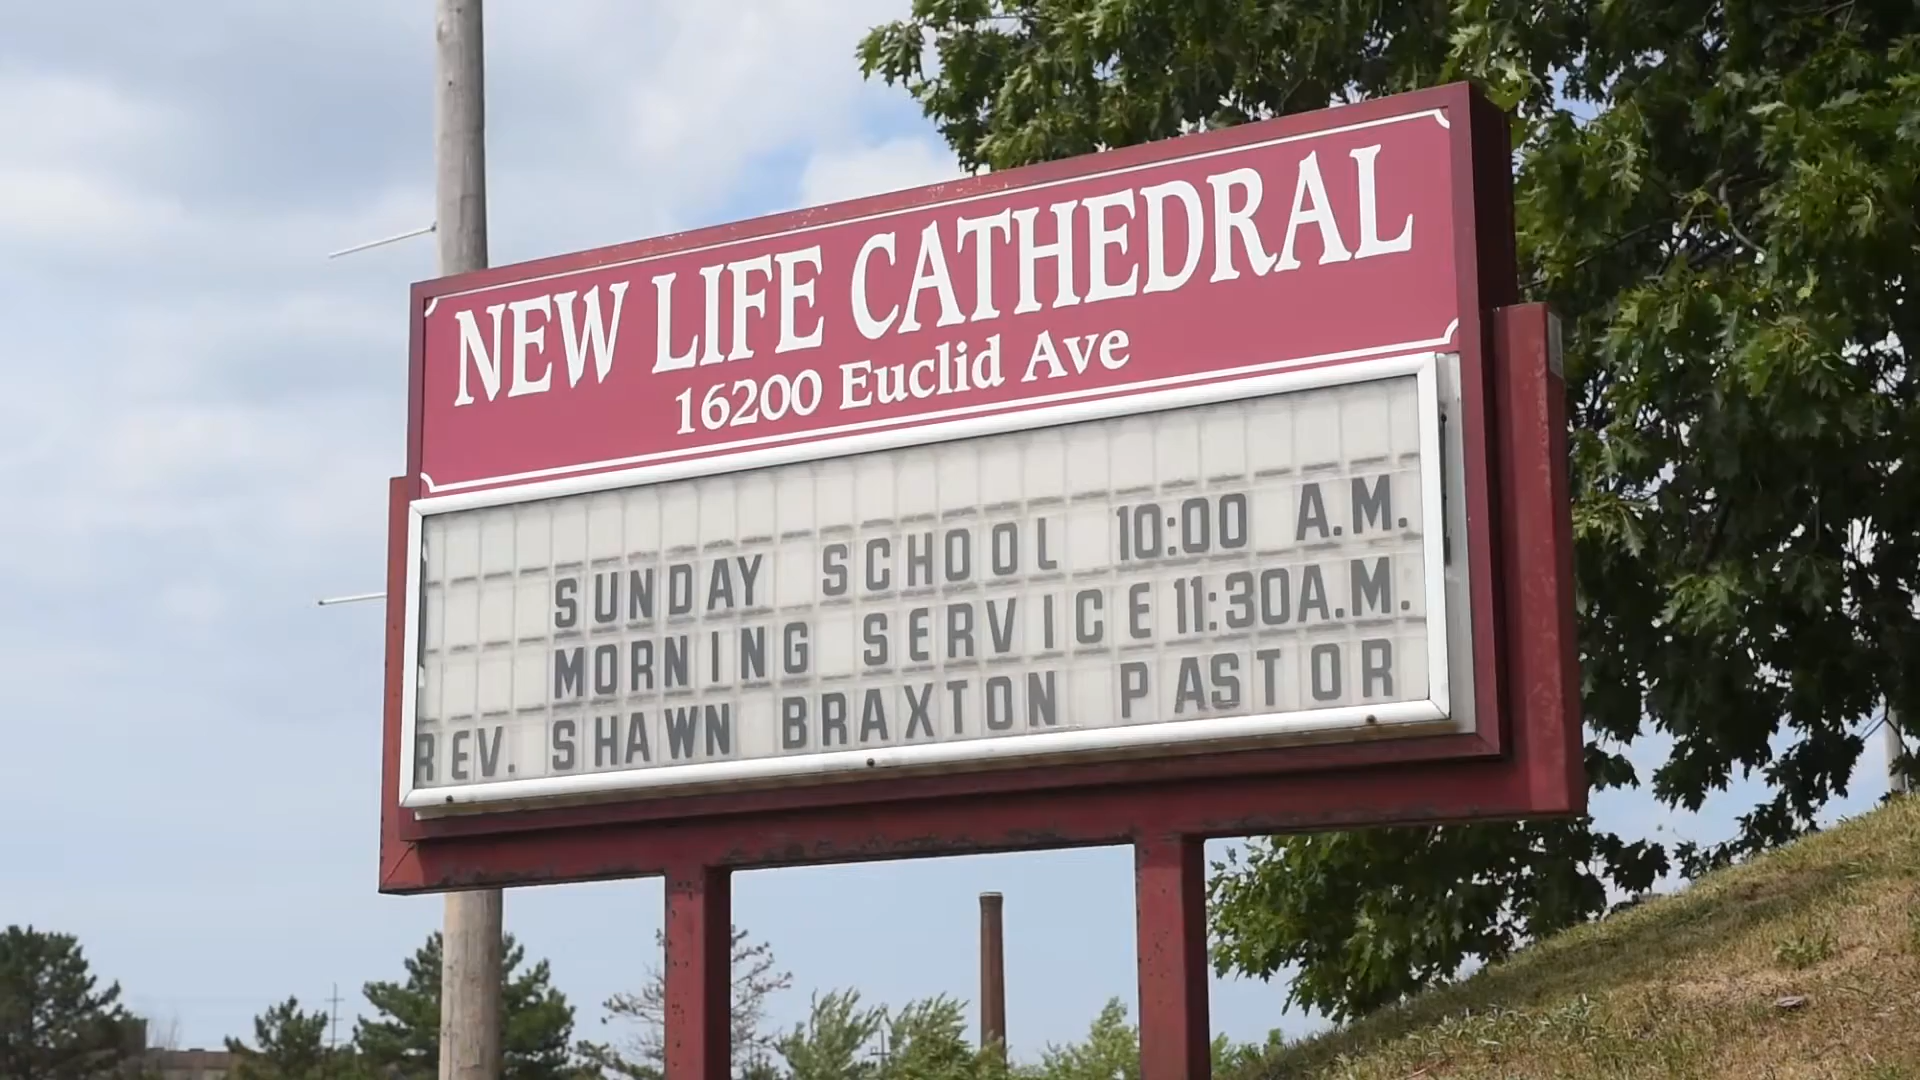 NEW LIFE CATHEDRAL
16200 Euclid Ave
SUNDAY SCHOOL 10:00 A.M.
MORNING SERVICE 11:30A.M.
REV. SHAWN BRAXTON PASTOR